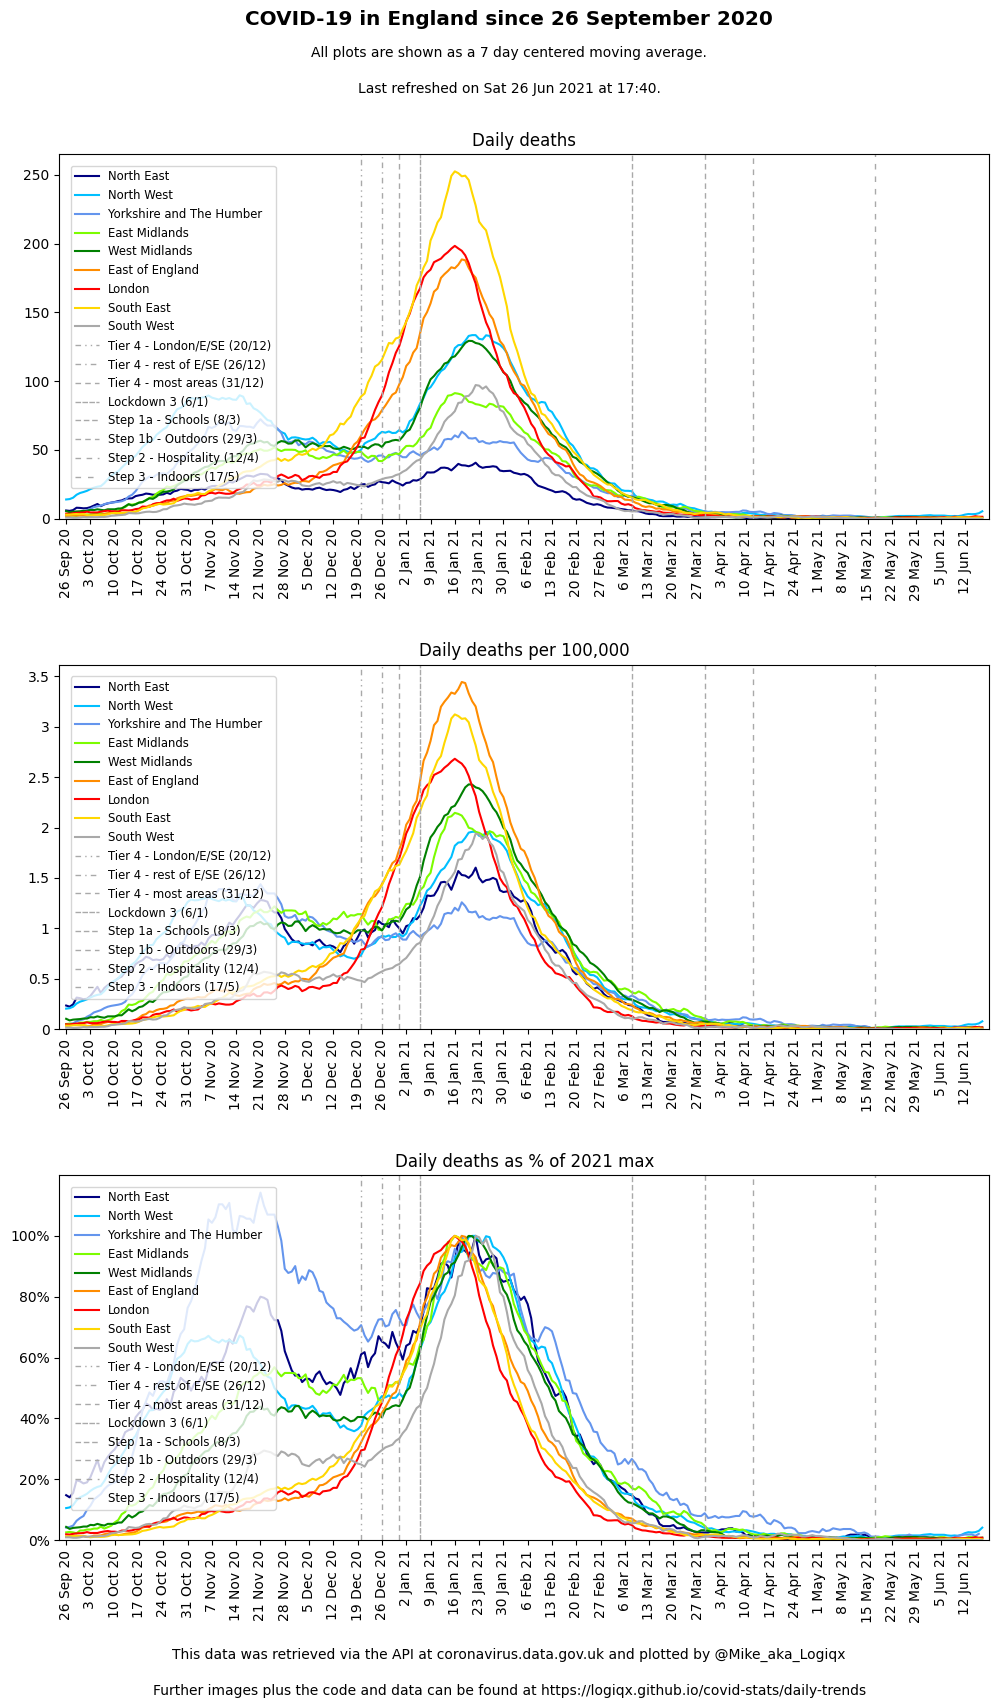 COVID-19 in England since 26 September 2020
All plots are shown as a 7 day centered moving average.
Last refreshed on Sat 26 Jun 2021 at 17:40.
Daily deaths
250
200
150
100
50
0
North East
North West
Yorkshire and The Humber
East Midlands
West Midlands
East of England
London
South East
South West
Tier 4 - London/E/SE (20/12)
Tier 4 - rest of E/SE (26/12)
Tier 4 - most areas (31/12)
Lockdown 3 (6/1)
Step 1a - Schools (8/3)
Step 1b - Outdoors (29/3)
Step 2 - Hospitality (12/4)
Step 3 - Indoors (17/5)
26 Sep 20
3 Oct 20
10 Oct 20
17 Oct 20
24 Oct 20
31 Oct 20
7 Nov 20
14 Nov 20
21 Nov 20
28 Nov 20
5 Dec 20
12 Dec 20
19 Dec 20
26 Dec 20
2 Jan 21
9 Jan 21
16 Jan 21
23 Jan 21
30 Jan 21
6 Feb 21
13 Feb 21
20 Feb 21
27 Feb 21
6 Mar 21
13 Mar 21
20 Mar 21
27 Mar 21
3 Apr 21
10 Apr 21
17 Apr 21
24 Apr 21
1 May 21
8 May 21
15 May 21
22 May 21
29 May 21
5 Jun 21
12 Jun 21
Daily deaths per 100,000
3.5
3
2.5
2
1.5
1
0.5
0
North East
North West
Yorkshire and The Humber
East Midlands
West Midlands
East of England
London
South East
South West
Tier 4 - London/E/SE (20/12)
Tier 4 - rest of E/SE (26/12)
Tier 4 - most areas (31/12)
Lockdown 3 (6/1)
Step 1a - Schools (8/3)
Step 1b - Outdoors (29/3)
Step 2 - Hospitality (12/4)
Step 3 - Indoors (17/5)
26 Sep 20
3 Oct 20
10 Oct 20
17 Oct 20
24 Oct 20
31 Oct 20
7 Nov 20
14 Nov 20
21 Nov 20
28 Nov 20
5 Dec 20
12 Dec 20
19 Dec 20
26 Dec 20
2 Jan 21
9 Jan 21
16 Jan 21
23 Jan 21
30 Jan 21
6 Feb 21
13 Feb 21
20 Feb 21
27 Feb 21
6 Mar 21
13 Mar 21
20 Mar 21
27 Mar 21
3 Apr 21
10 Apr 21
17 Apr 21
24 Apr 21
1 May 21
8 May 21
15 May 21
22 May 21
29 May 21
5 Jun 21
12 Jun 21
Daily deaths as % of 2021 max
100%
80%
60%
40%
20%
0%
North East
North West
Yorkshire and The Humber
East Midlands
West Midlands
East of England
London
South East
South West
Tier 4 - London/E/SE (20/12)
Tier 4 - rest of E/SE (26/12)
Tier 4 - most areas (31/12)
Lockdown 3 (6/1)
Step 1a - Schools (8/3)
Step 1b - Outdoors (29/3)
Step 2 - Hospitality (12/4)
Step 3 - Indoors (17/5)
26 Sep 20
3 Oct 20
10 Oct 20
17 Oct 20
24 Oct 20
31 Oct 20
7 Nov 20
14 Nov 20
21 Nov 20
28 Nov 20
5 Dec 20
12 Dec 20
19 Dec 20
26 Dec 20
2 Jan 21
9 Jan 21
16 Jan 21
23 Jan 21
30 Jan 21
6 Feb 21
13 Feb 21
20 Feb 21
27 Feb 21
6 Mar 21
13 Mar 21
20 Mar 21
27 Mar 21
3 Apr 21
10 Apr 21
17 Apr 21
24 Apr 21
1 May 21
8 May 21
15 May 21
22 May 21
29 May 21
5 Jun 21
12 Jun 21
This data was retrieved via the API at coronavirus.data.gov.uk and plotted by @Mike_aka_Logiqx
Further images plus the code and data can be found at https://logiqx.github.io/covid-stats/daily-trends